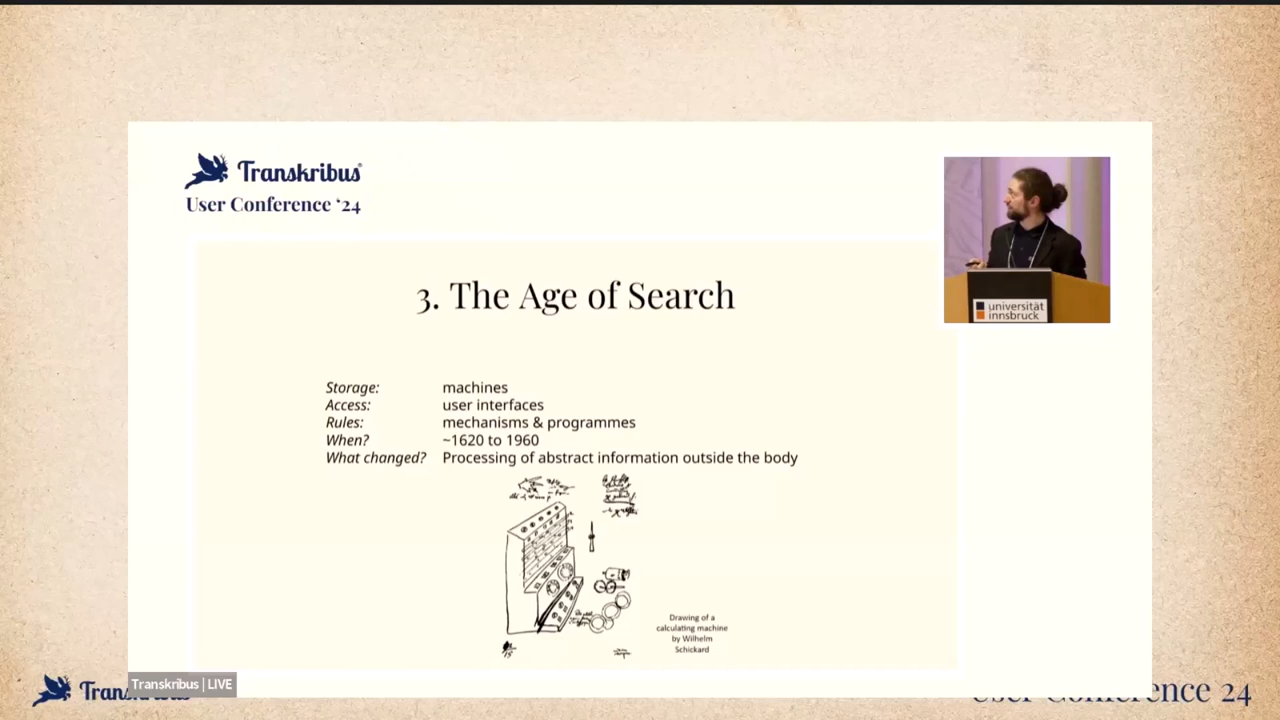 Transkribus
User Conference ‘24
universität
innsbruck
3. The Age of Search
Storage: machines
Access: user interfaces
Rules: mechanisms & programmes
When? ~1620 to 1960
What changed? Processing of abstract information outside the body
Drawing of a
calculating machine
by Wilhelm
Schickard
Transkribus | LIVE
User Conference 24